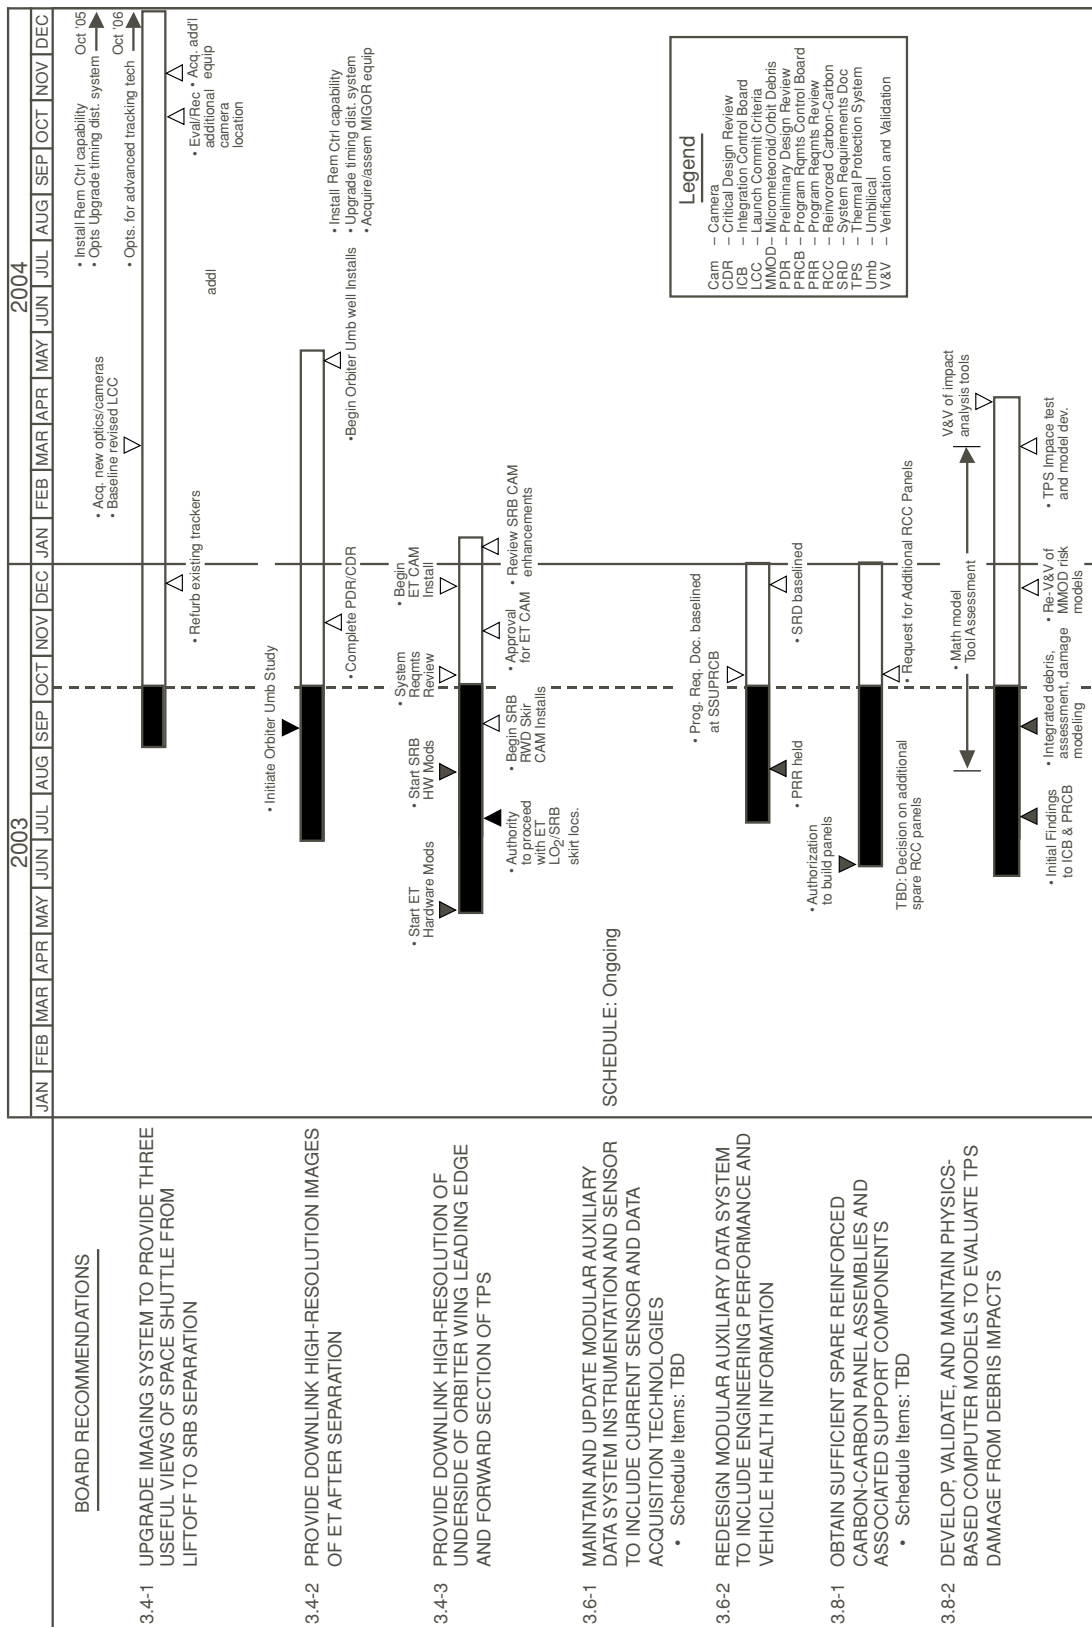 2003
2004
JAN FEB MAR APR MAY JUN JUL AUG SEP OCT NOV DEC JAN FEB MAR APR MAY JUN JUL AUG SEP OCT NOV DEC
BOARD RECOMMENDATIONS
3.4-1 UPGRADE IMAGING SYSTEM TO PROVIDE THREE
USEFUL VIEWS OF SPACE SHUTTLE FROM
LIFTOFF TO SRB SEPARATION
• Install Rem Ctrl capability
• Opts Upgrade timing dist. system
Oct '05
• Opts. for advanced tracking tech
Oct '06
• Acq. new optics/cameras
• Baseline revised LCC
• Refurb existing trackers
• Eval/Rec
additional
camera
location
• Acq. add'l
equip
addl
3.4-2 PROVIDE DOWNLINK HIGH-RESOLUTION IMAGES
OF ET AFTER SEPARATION
• Initiate Orbiter Umb Study
• Complete PDR/CDR
•Begin Orbiter Umb well Installs
• Install Rem Ctrl capability
• Upgrade timing dist. system
• Acquire/assem MIGOR equip
3.4-3 PROVIDE DOWNLINK HIGH-RESOLUTION OF
UNDERSIDE OF ORBITER WING LEADING EDGE
AND FORWARD SECTION OF TPS
• Start ET
Hardware Mods
• Start SRB
HW Mods
• System
Reqmts
Review
• Begin
ET CAM
Install
• Authority
to proceed
with ET
LO2/SRB
skirt locs.
• Begin SRB
RWD Skir
CAM Installs
• Approval
for ET CAM
• Review SRB CAM
enhancements
3.6-1 MAINTAIN AND UPDATE MODULAR AUXILIARY
DATA SYSTEM INSTRUMENTATION AND SENSOR
TO INCLUDE CURRENT SENSOR AND DATA
ACQUISITION TECHNOLOGIES
• Schedule Items: TBD
SCHEDULE: Ongoing
3.6-2 REDESIGN MODULAR AUXILIARY DATA SYSTEM
TO INCLUDE ENGINEERING PERFORMANCE AND
VEHICLE HEALTH INFORMATION
• Prog. Req. Doc. baselined
at SSUPRCB
• PRR held
• SRD baselined
3.8-1 OBTAIN SUFFICIENT SPARE REINFORCED
CARBON-CARBON PANEL ASSEMBLIES AND
ASSOCIATED SUPPORT COMPONENTS
• Schedule Items: TBD
• Authorization
to build panels
TBD: Decision on additional
spare RCC panels
• Request for Additional RCC Panels
3.8-2 DEVELOP, VALIDATE, AND MAINTAIN PHYSICS-
BASED COMPUTER MODELS TO EVALUATE TPS
DAMAGE FROM DEBRIS IMPACTS
• Math model
Tool Assessment
V&V of impact
analysis tools
• Initial Findings
to ICB & PRCB
• Integrated debris,
assessment, damage
modeling
• Re-V&V of
MMOD risk
models
• TPS Impace test
and model dev.
Legend
Cam – Camera
CDR – Critical Design Review
ICB – Integration Control Board
LCC – Launch Commit Criteria
MMOD– Micrometeoroid/Orbit Debris
PDR – Preliminary Design Review
PRCB – Program Rqmts Control Board
PRR – Program Reqmts Review
RCC – Reinvorced Carbon-Carbon
SRD – System Requirements Doc
TPS – Thermal Protection System
Umb – Umbilical
V&V – Verification and Validation